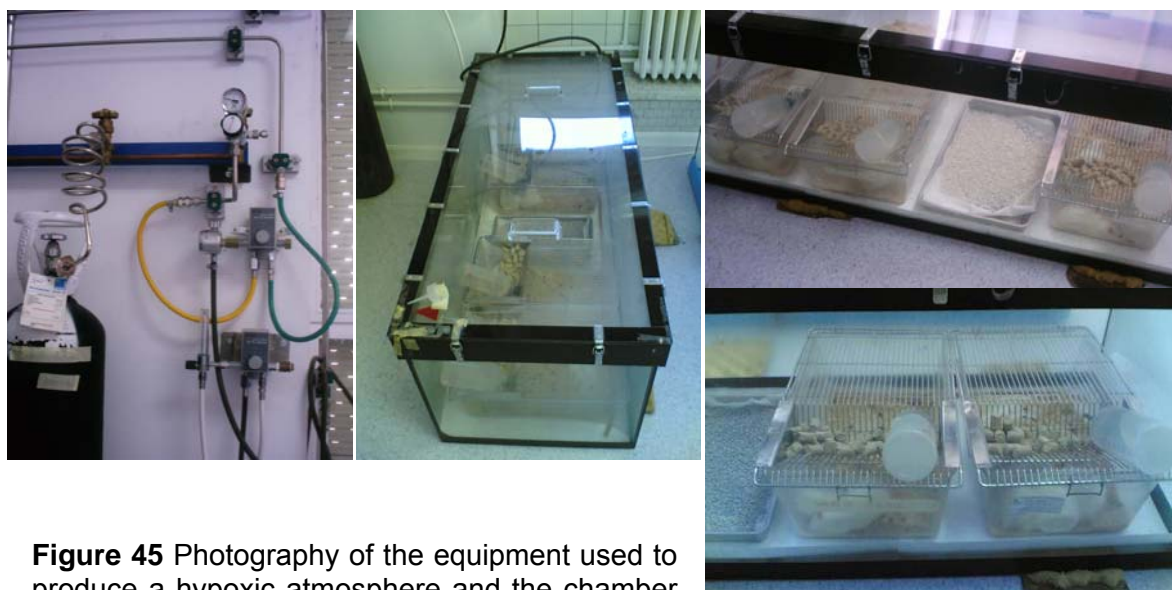 Figure 45 Photography of the equipment used to
produce a hypoxic atmosphere and the chamber